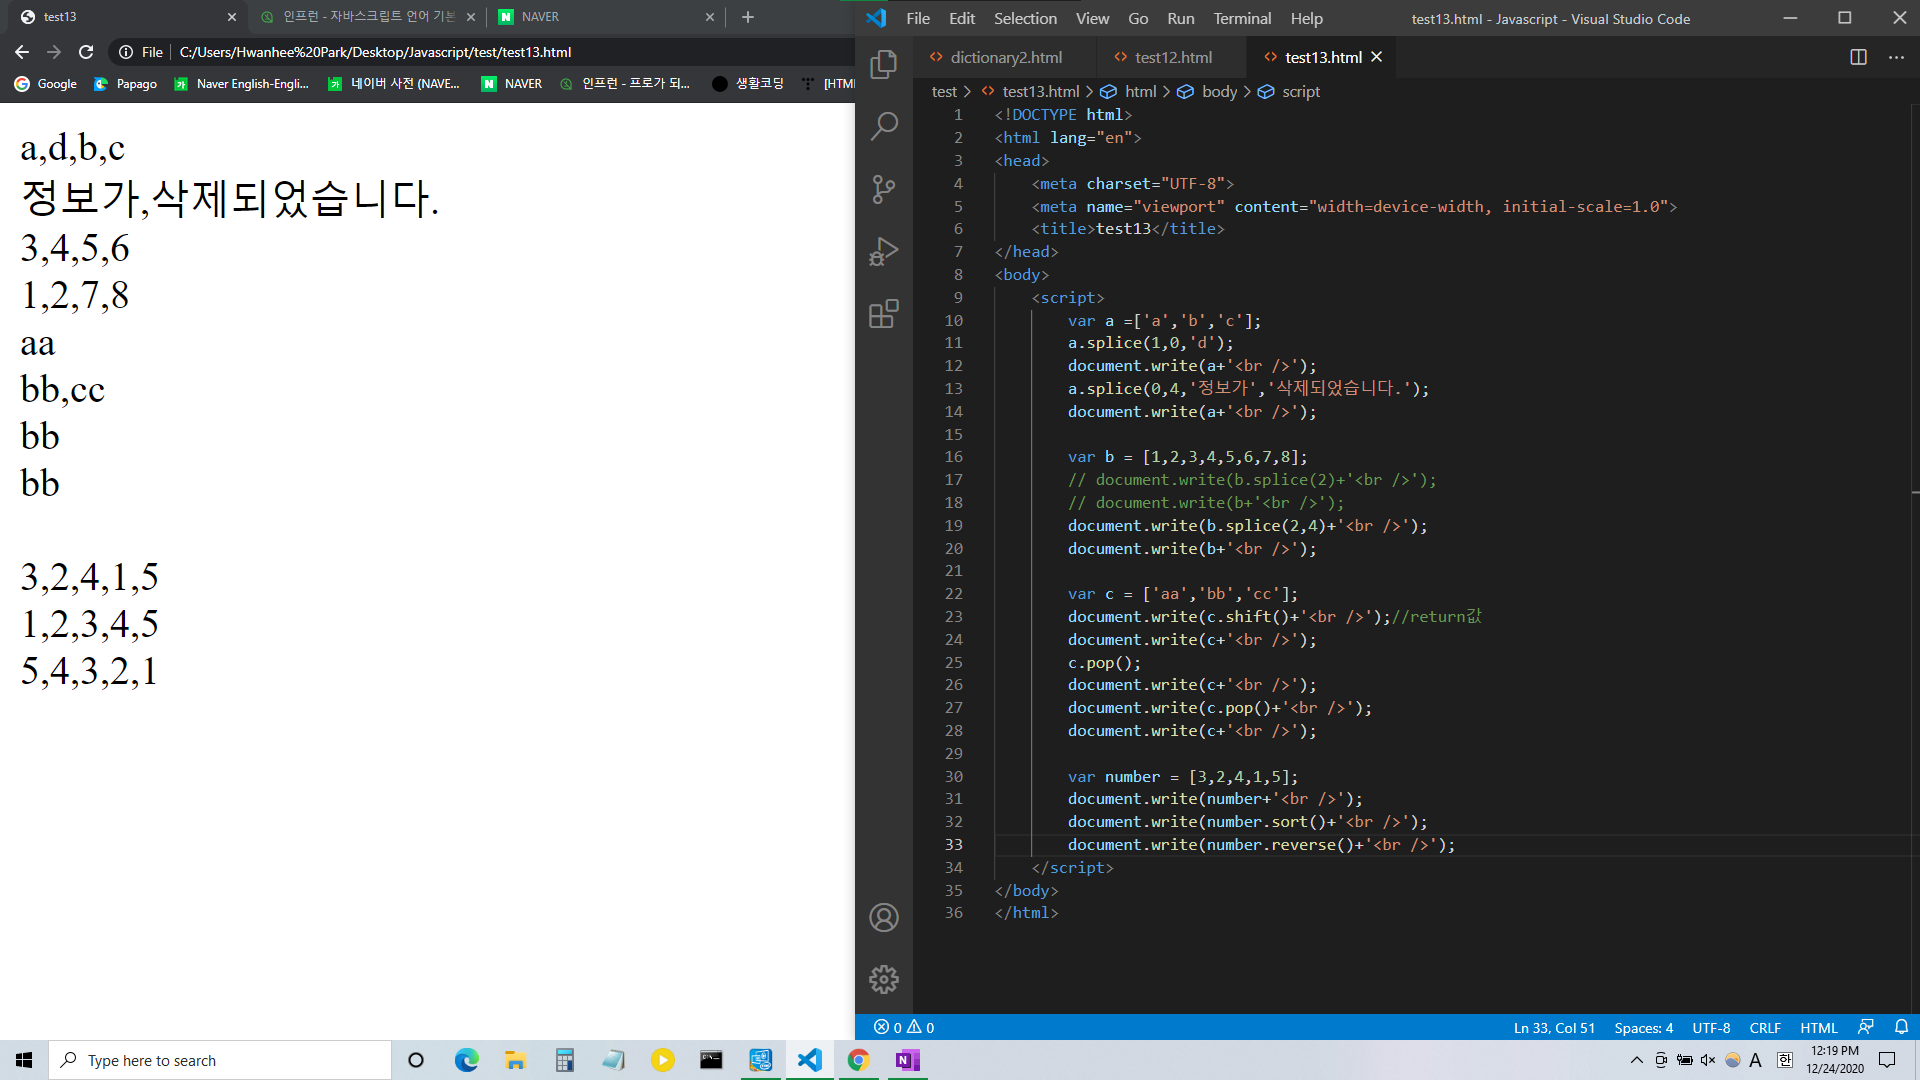 test13
인프런 - 자바스크립트 언어 기본
NAVER
File
C:/Users/Hwanhee%20Park/Desktop/Javascript/test/test13.html
Google
Papago
Naver English-Engli...
네이버 사전 (NAVE...
NAVER
인프런 - 프로가 되...
생활코딩
[HTML
a,d,b,c
정보가,삭제되었습니다.
3,4,5,6
1,2,7,8
aa
bb,cc
bb
bb
3,2,4,1,5
1,2,3,4,5
5,4,3,2,1
File Edit Selection View Go Run Terminal Help
test13.html - Javascript - Visual Studio Code
dictionary2.html
test12.html
test13.html
test > test13.html > html > body > script
1 <!DOCTYPE html>
2 <html lang="en">
3 <head>
4 <meta charset="UTF-8">
5 <meta name="viewport" content="width=device-width, initial-scale=1.0">
6 <title>test13</title>
7 </head>
8 <body>
9 <script>
10 var a =['a','b','c'];
11 a.splice(1,0,'d');
12 document.write(a+'<br />');
13 a.splice(0,4,'정보가','삭제되었습니다.');
14 document.write(a+'<br />');
15
16 var b = [1,2,3,4,5,6,7,8];
17 // document.write(b.splice(2)+'<br />');
18 // document.write(b+'<br />');
19 document.write(b.splice(2,4)+'<br />');
20 document.write(b+'<br />');
21
22 var c = ['aa','bb','cc'];
23 document.write(c.shift()+'<br />');//return값
24 document.write(c+'<br />');
25 c.pop();
26 document.write(c+'<br />');
27 document.write(c.pop()+'<br />');
28 document.write(c+'<br />');
29
30 var number = [3,2,4,1,5];
31 document.write(number+'<br />');
32 document.write(number.sort()+'<br />');
33 document.write(number.reverse()+'<br />');
34 </script>
35 </body>
36 </html>
0 0
Ln 33, Col 51
Spaces: 4
UTF-8
CRLF
HTML
Type here to search
A
한
12:19 PM
12/24/2020